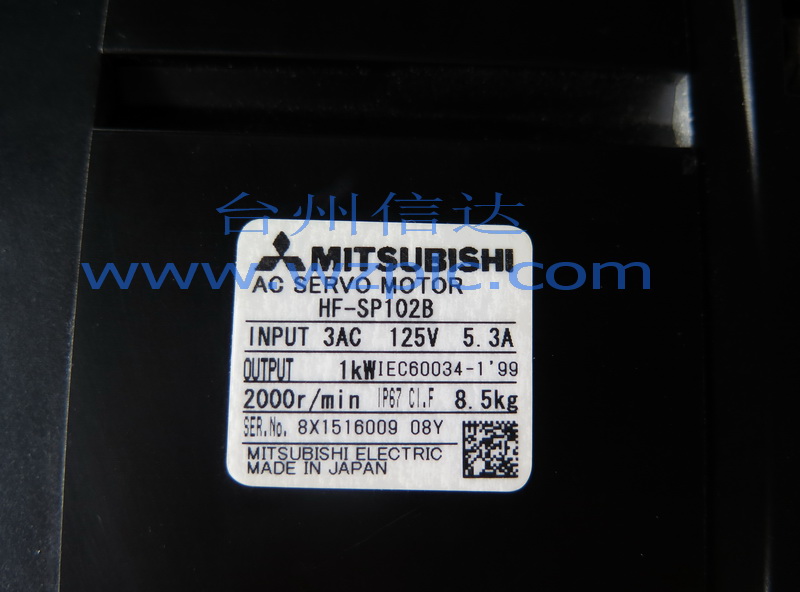 台州信达
MITSUBISHI
www.wzplc.com
AC SERVO MOTOR
HF-SP102B
INPUT 3AC 125V 5.3A
OUTPUT 1kW IEC60034-1'99
2000r/min IP67 CI.F 8.5kg
SER.No. 8X1516009 08Y
MITSUBISHI ELECTRIC
MADE IN JAPAN